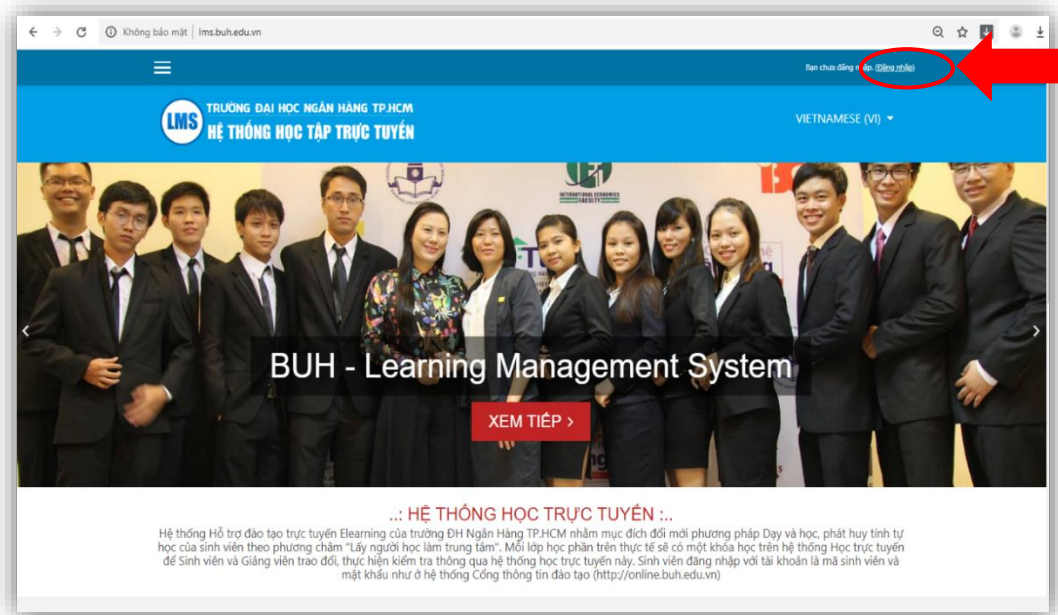 Không bảo mật | lms.buh.edu.vn
Bạn chưa đăng nhập. (Đăng nhập)
LMS
TRƯỜNG ĐẠI HỌC NGÂN HÀNG TP.HCM
HỆ THỐNG HỌC TẬP TRỰC TUYẾN
VIETNAMESE (VI)
INTERNATIONAL ECONOMICS
FACULTY
BUH - Learning Management System
XEM TIẾP >
..: HỆ THỐNG HỌC TRỰC TUYẾN :..
Hệ thống Hỗ trợ đào tạo trực tuyến Elearning của trường ĐH Ngân Hàng TP.HCM nhằm mục đích đổi mới phương pháp Dạy và học, phát huy tính tự
học của sinh viên theo phương châm "Lấy người học làm trung tâm". Mỗi lớp học phần trên thực tế sẽ có một khóa học trên hệ thống Học trực tuyến
để Sinh viên và Giảng viên trao đổi, thực hiện kiểm tra thông qua hệ thống học trực tuyến này. Sinh viên đăng nhập với tài khoản là mã sinh viên và
mật khẩu như ở hệ thống Cổng thông tin đào tạo (http://online.buh.edu.vn)